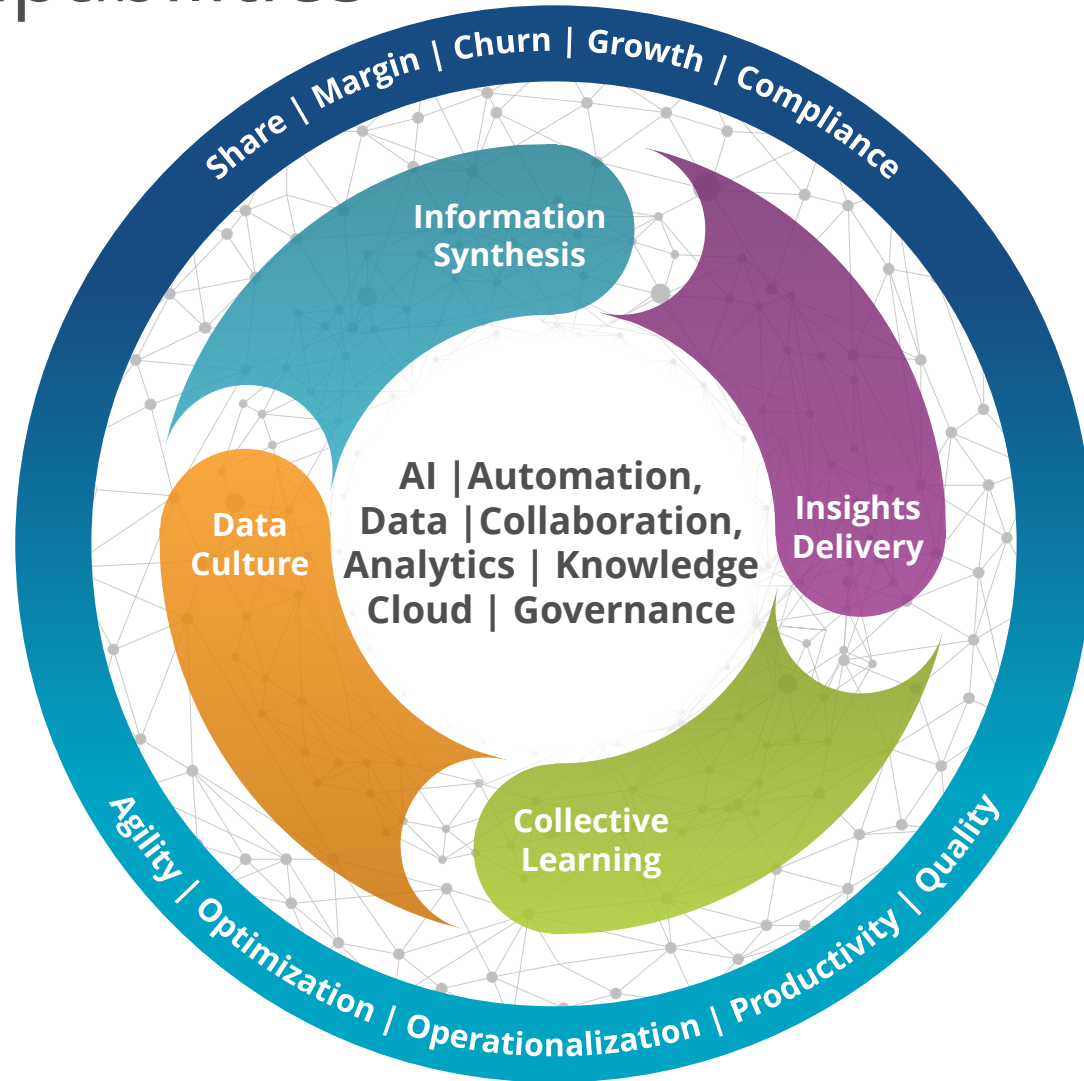 Share | Margin | Churn | Growth | Compliance
Information
Synthesis
Insights
Delivery
AI |Automation,
Data |Collaboration,
Analytics | Knowledge
Cloud | Governance
Data
Culture
Collective
Learning
Agility | Optimization | Operationalization | Productivity | Quality